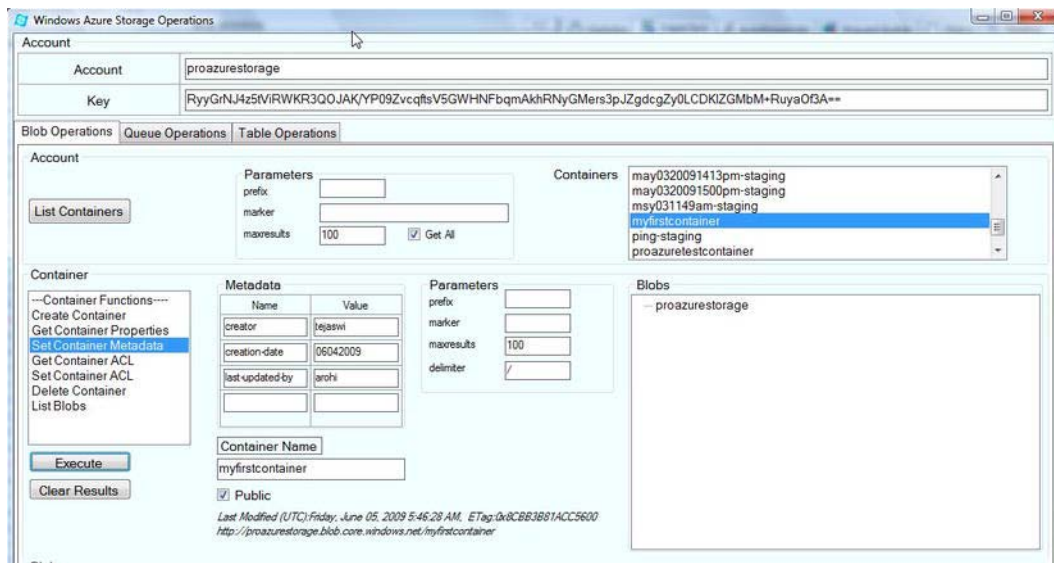 Windows Azure Storage Operations
Account
Account proazurestorage
Key RyyGrNJ4z5tViRWKR3QOJAK/YP09ZvcqftsV5GWHNFbqmAkhRNyGMers3pJZgdcgZy0LCDKlZGMbM+RuyaOf3A==
Blob Operations Queue Operations Table Operations
Account
List Containers
Parameters
prefix
marker
maxresults 100 Get All
Containers
may0320091413pm-staging
may0320091500pm-staging
msy031149am-staging
myfirstcontainer
ping-staging
proazuretestcontainer
Container
---Container Functions----
Create Container
Get Container Properties
Set Container Metadata
Get Container ACL
Set Container ACL
Delete Container
List Blobs
Execute
Clear Results
Metadata
Name Value
creator tejaswi
creation-date 06042009
last-updated-by arohi
Container Name
myfirstcontainer
Public
Last Modified (UTC):Friday, June 05, 2009 5:46:28 AM, ETag:0x8CBB3B81ACC5600
http://proazurestorage.blob.core.windows.net/myfirstcontainer
Parameters
prefix
marker
maxresults 100
delimiter /
Blobs
proazurestorage